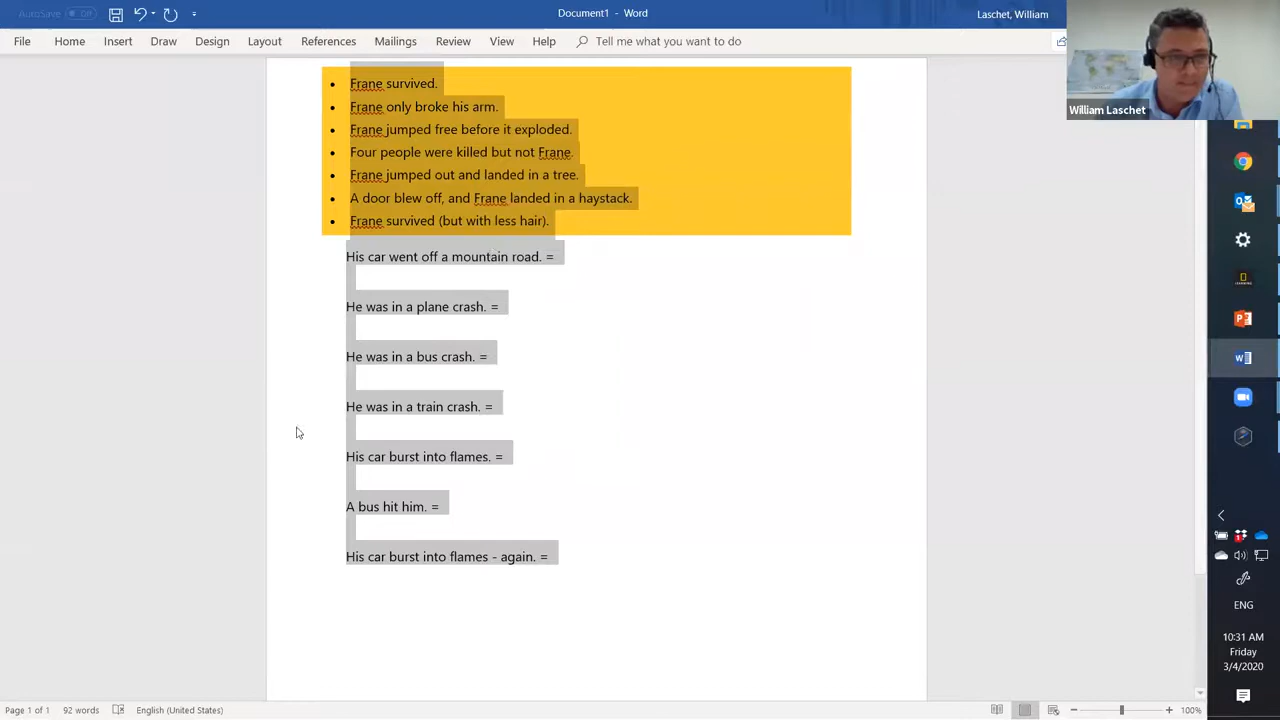 AutoSave Off
Document1 - Word
Laschet, William
File Home Insert Draw Design Layout References Mailings Review View Help Tell me what you want to do
William Laschet
• Frane survived.
• Frane only broke his arm.
• Frane jumped free before it exploded.
• Four people were killed but not Frane.
• Frane jumped out and landed in a tree.
• A door blew off, and Frane landed in a haystack.
• Frane survived (but with less hair).
His car went off a mountain road. =
He was in a plane crash. =
He was in a bus crash. =
He was in a train crash. =
His car burst into flames. =
A bus hit him. =
His car burst into flames - again. =
ENG
10:31 AM
Friday
3/4/2020
Page 1 of 1 92 words English (United States) 100%